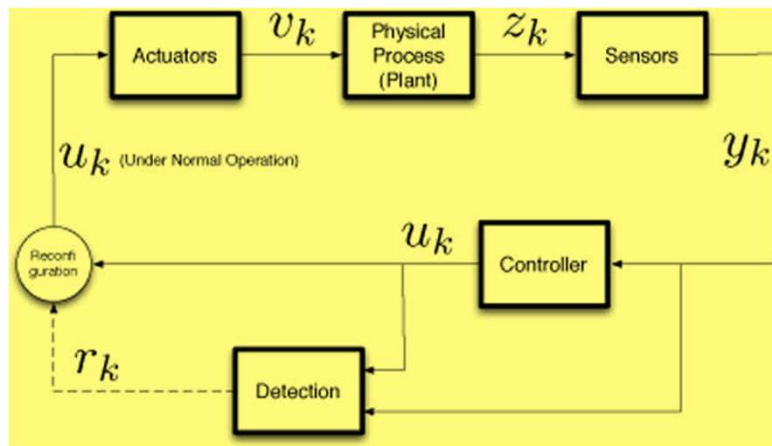 Actuators
v_k
Physical
Process
(Plant)
z_k
Sensors
u_k (Under Normal Operation)
y_k
Reconfi
guration
u_k
Controller
r_k
Detection